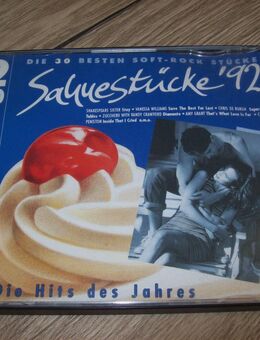 DIE 30 BESTEN SOFT-ROCK STÜCKE
Sahnestücke '92
SHAKESPEARS SISTER Stay • VANESSA WILLIAMS Save The Best For Last • CHRIS DE BURGH
Tables • ZUCCHERO WITH RANDY CRAWFORD Diamante • AMY GRANT That's What Love Is For •
PENISTON Inside That I Cried u.v.a.
Die Hits des Jahres